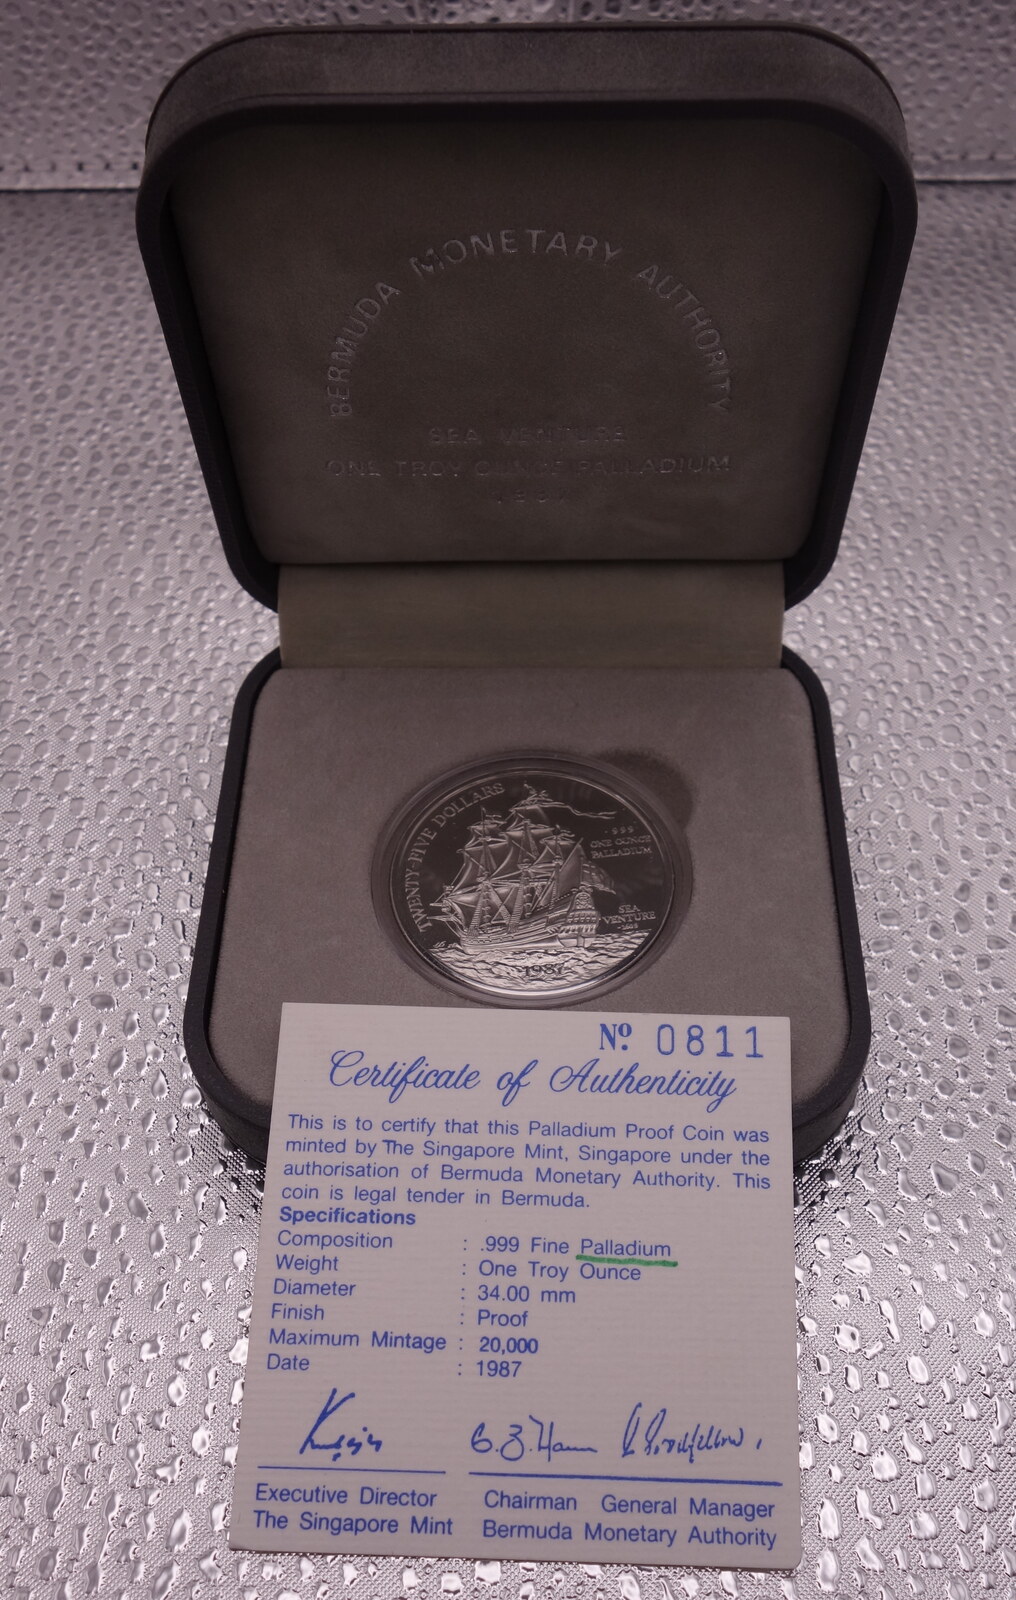 BERMUDA MONETARY AUTHORITY
SEA VENTURE
ONE TROY OUNCE PALLADIUM
1987
TWENTY-FIVE DOLLARS
.999
ONE OUNCE
PALLADIUM
SEA
VENTURE
1987
Nº 0811
Certificate of Authenticity
This is to certify that this Palladium Proof Coin was
minted by The Singapore Mint, Singapore under the
authorisation of Bermuda Monetary Authority. This
coin is legal tender in Bermuda.
Specifications
Composition : .999 Fine Palladium
Weight : One Troy Ounce
Diameter : 34.00 mm
Finish : Proof
Maximum Mintage : 20,000
Date : 1987
Executive Director Chairman General Manager
The Singapore Mint Bermuda Monetary Authority